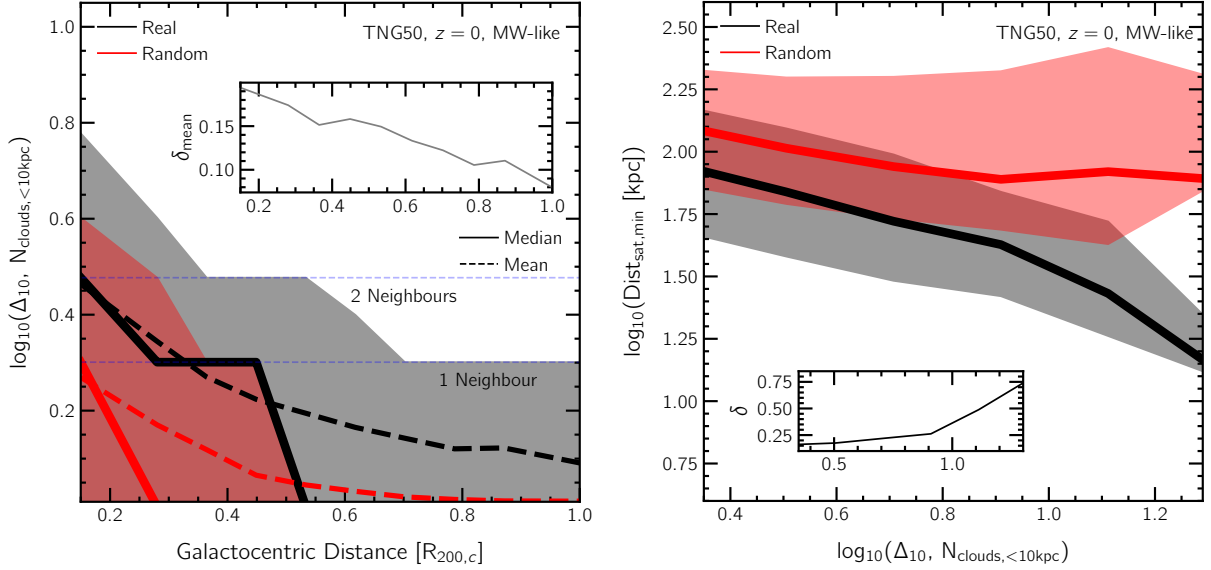 Real
Random
TNG50, z = 0, MW-like
0.15
0.10
δmean
0.2 0.4 0.6 0.8 1.0
Median
Mean
2 Neighbours
1 Neighbour
1.0
0.8
0.6
0.4
0.2
log10(Δ10, Nclouds,<10kpc)
0.2 0.4 0.6 0.8 1.0
Galactocentric Distance [R200,c]
Real
Random
TNG50, z = 0, MW-like
2.50
2.25
2.00
1.75
1.50
1.25
1.00
0.75
log10(Distsat,min) [kpc]
0.75
0.50
0.25
δ
0.5 1.0
0.4 0.6 0.8 1.0 1.2
log10(Δ10, Nclouds,<10kpc)